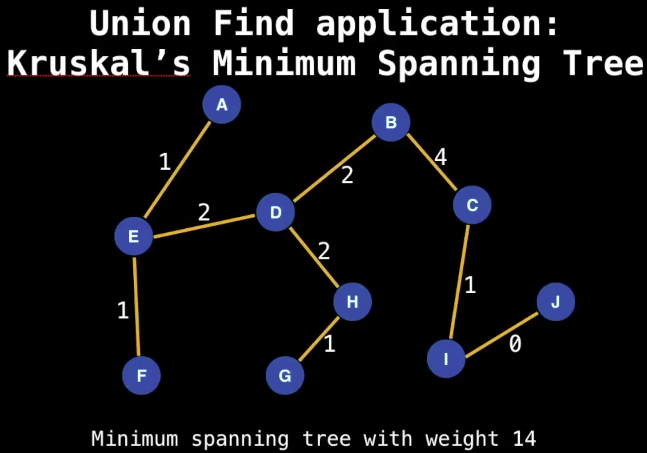 Union Find application:
Kruskal’s Minimum Spanning Tree
A
B
1
4
2
C
2
D
E
2
1
H
J
1
1
0
I
F
G
Minimum spanning tree with weight 14